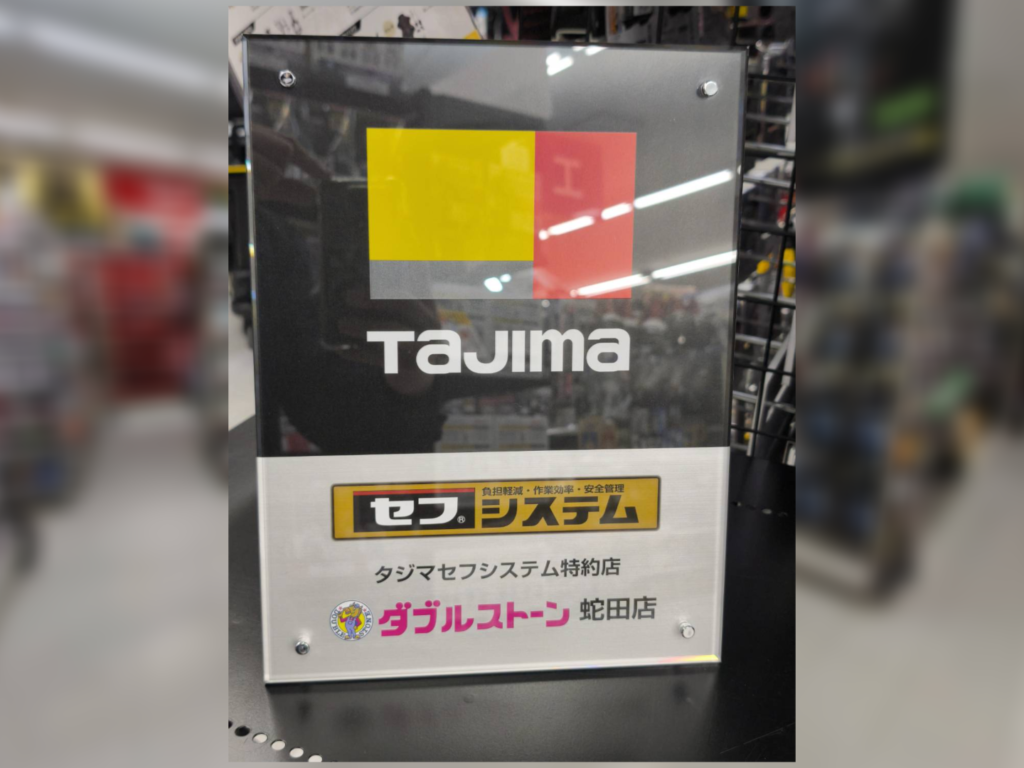 TaJIma
負担軽減・作業効率・安全管理
セフ® システム
タジマセフシステム特約店
ダブルストーン 蛇田店